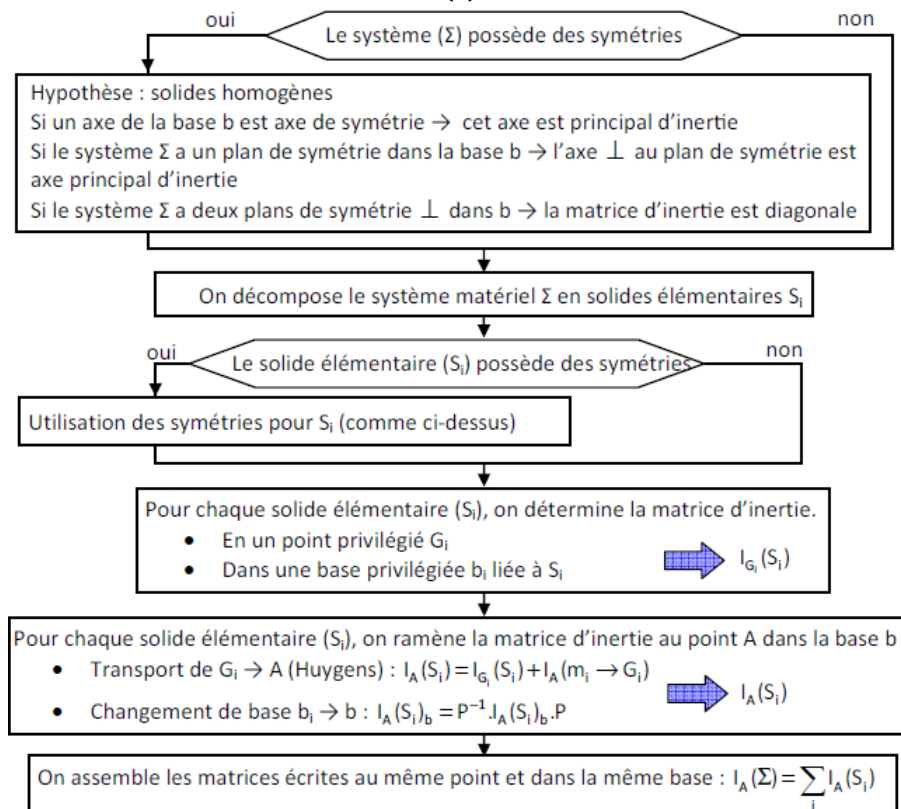 oui
non
Le système (Σ) possède des symétries
Hypothèse : solides homogènes
Si un axe de la base b est axe de symétrie → cet axe est principal d'inertie
Si le système Σ a un plan de symétrie dans la base b → l'axe ⊥ au plan de symétrie est
axe principal d'inertie
Si le système Σ a deux plans de symétrie ⊥ dans b → la matrice d'inertie est diagonale
On décompose le système matériel Σ en solides élémentaires Sᵢ
oui
non
Le solide élémentaire (Sᵢ) possède des symétries
Utilisation des symétries pour Sᵢ (comme ci-dessus)
Pour chaque solide élémentaire (Sᵢ), on détermine la matrice d'inertie.
• En un point privilégié Gᵢ
• Dans une base privilégiée bᵢ liée à Sᵢ
I_{Gᵢ}(Sᵢ)
Pour chaque solide élémentaire (Sᵢ), on ramène la matrice d'inertie au point A dans la base b
• Transport de Gᵢ → A (Huygens) : I_A(Sᵢ) = I_{Gᵢ}(Sᵢ) + I_A(mᵢ → Gᵢ)
• Changement de base bᵢ → b : I_A(Sᵢ)_b = P⁻¹.I_A(Sᵢ)_b.P
I_A(Sᵢ)
On assemble les matrices écrites au même point et dans la même base : I_A(Σ) = ∑ᵢ I_A(Sᵢ)